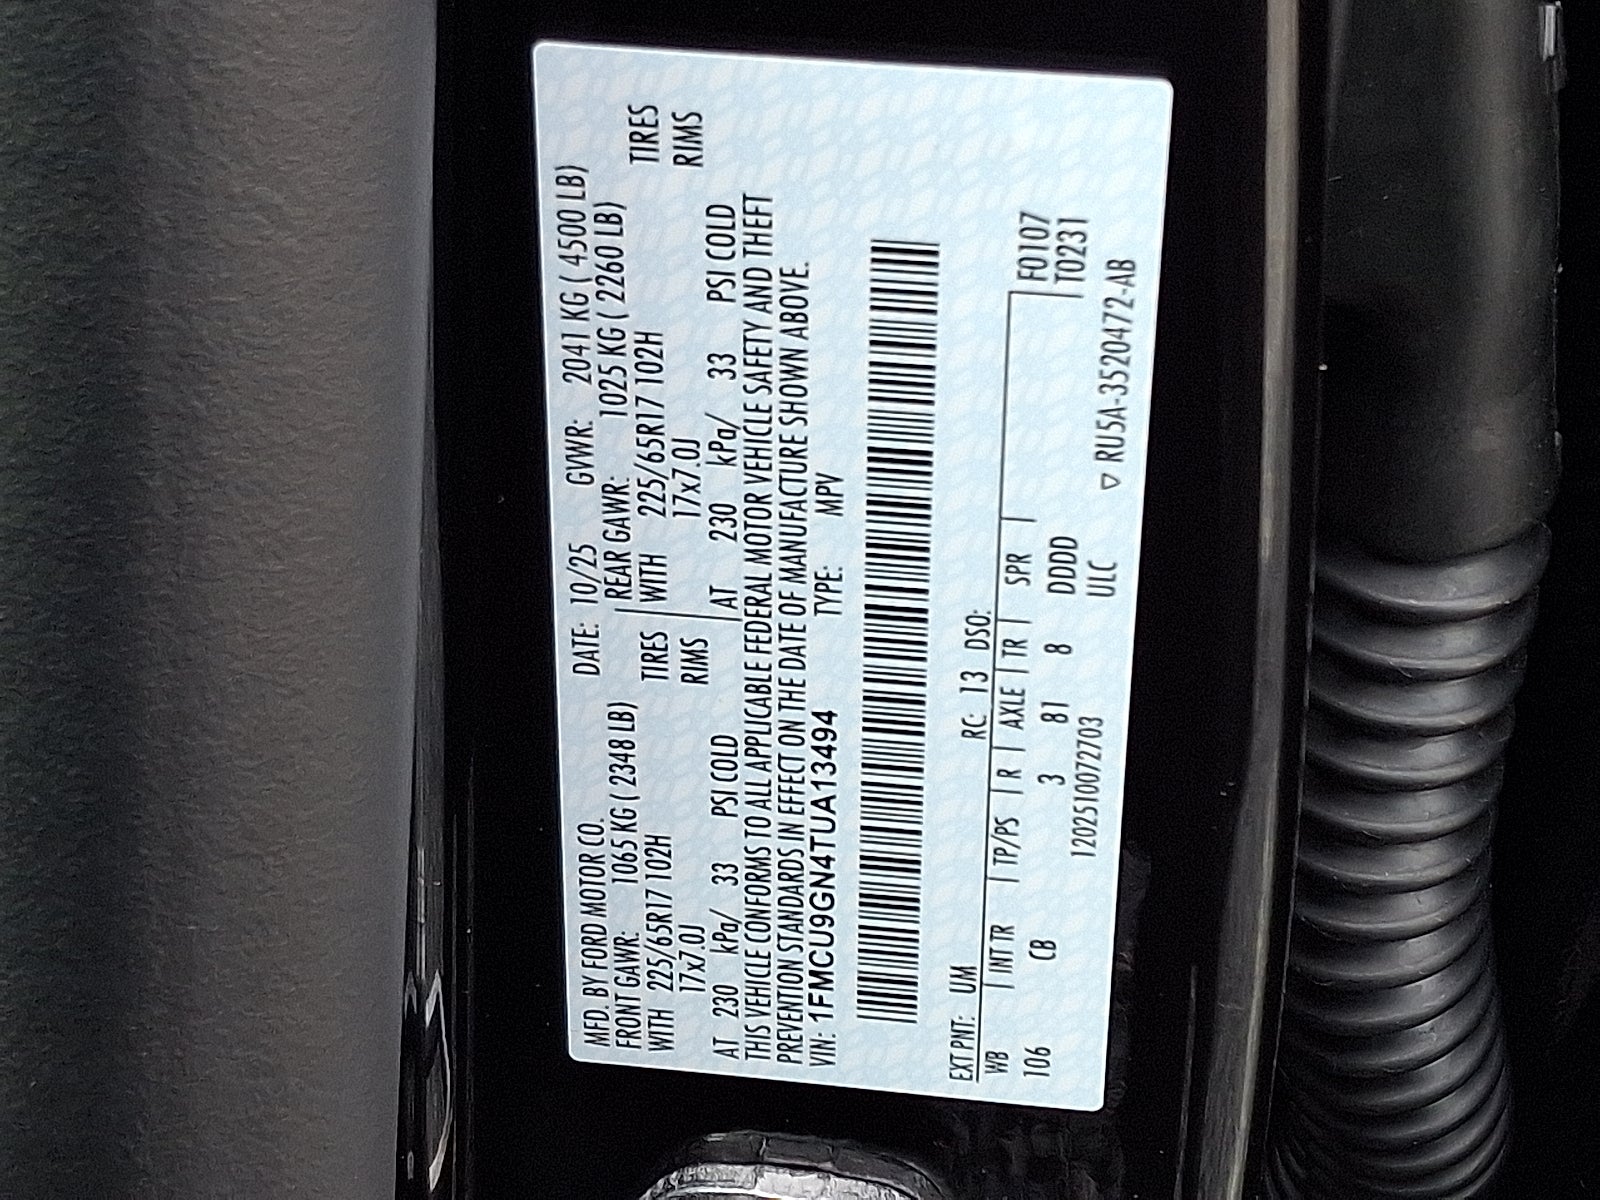 MFD. BY FORD MOTOR CO. DATE: 10/25 GVWR: 2041 KG ( 4500 LB)
FRONT GAWR: 1065 KG ( 2348 LB) REAR GAWR: 1025 KG ( 2260 LB)
WITH 225/65R17 102H TIRES WITH 225/65R17 102H TIRES
17x7.0J RIMS 17x7.0J RIMS
AT 230 kPa/ 33 PSI COLD AT 230 kPa/ 33 PSI COLD
THIS VEHICLE CONFORMS TO ALL APPLICABLE FEDERAL MOTOR VEHICLE SAFETY AND THEFT
PREVENTION STANDARDS IN EFFECT ON THE DATE OF MANUFACTURE SHOWN ABOVE.
VIN: 1FMCU9GN4TUA13494 TYPE: MPV
EXT PNT: UM RC: 13 DSO:
WB | INT TR | TP/PS | R | AXLE | TR | SPR | F0107
106 CB 3 81 8 DDDD T0231
1202510072703 ULC
▽ RU5A-3520472-AB